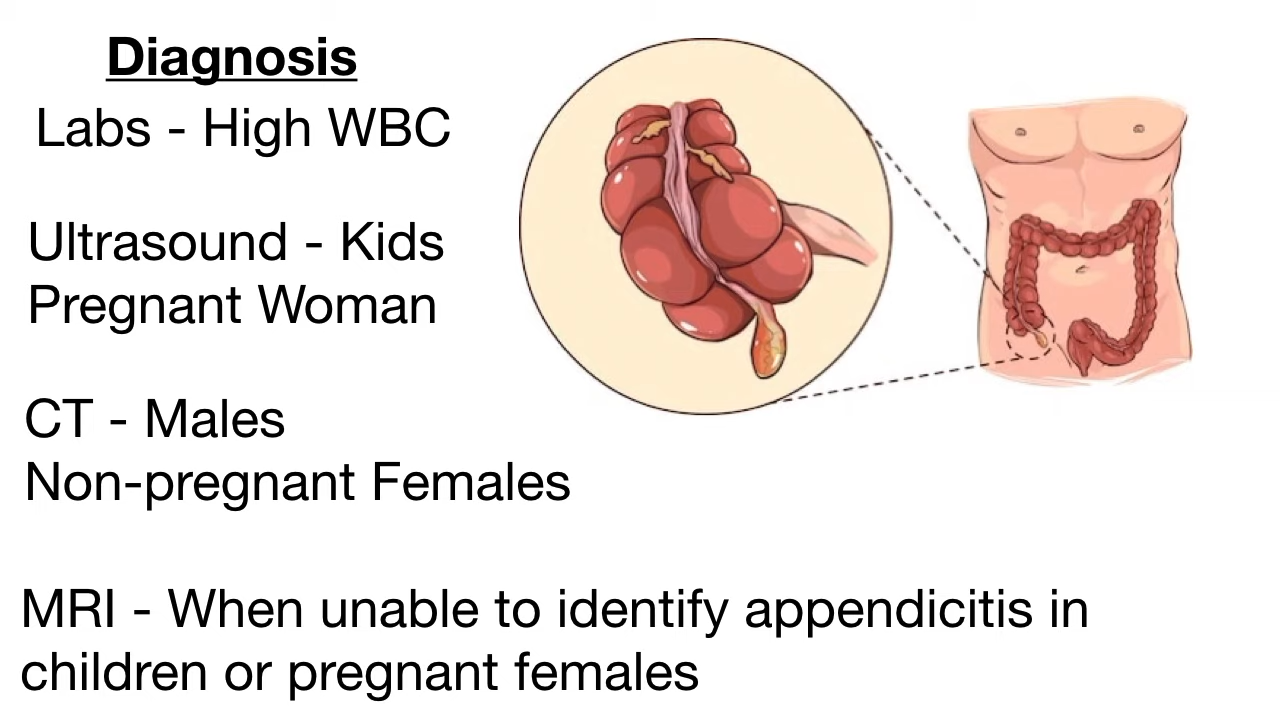 Diagnosis
Labs - High WBC
Ultrasound - Kids
Pregnant Woman
CT - Males
Non-pregnant Females
MRI - When unable to identify appendicitis in
children or pregnant females